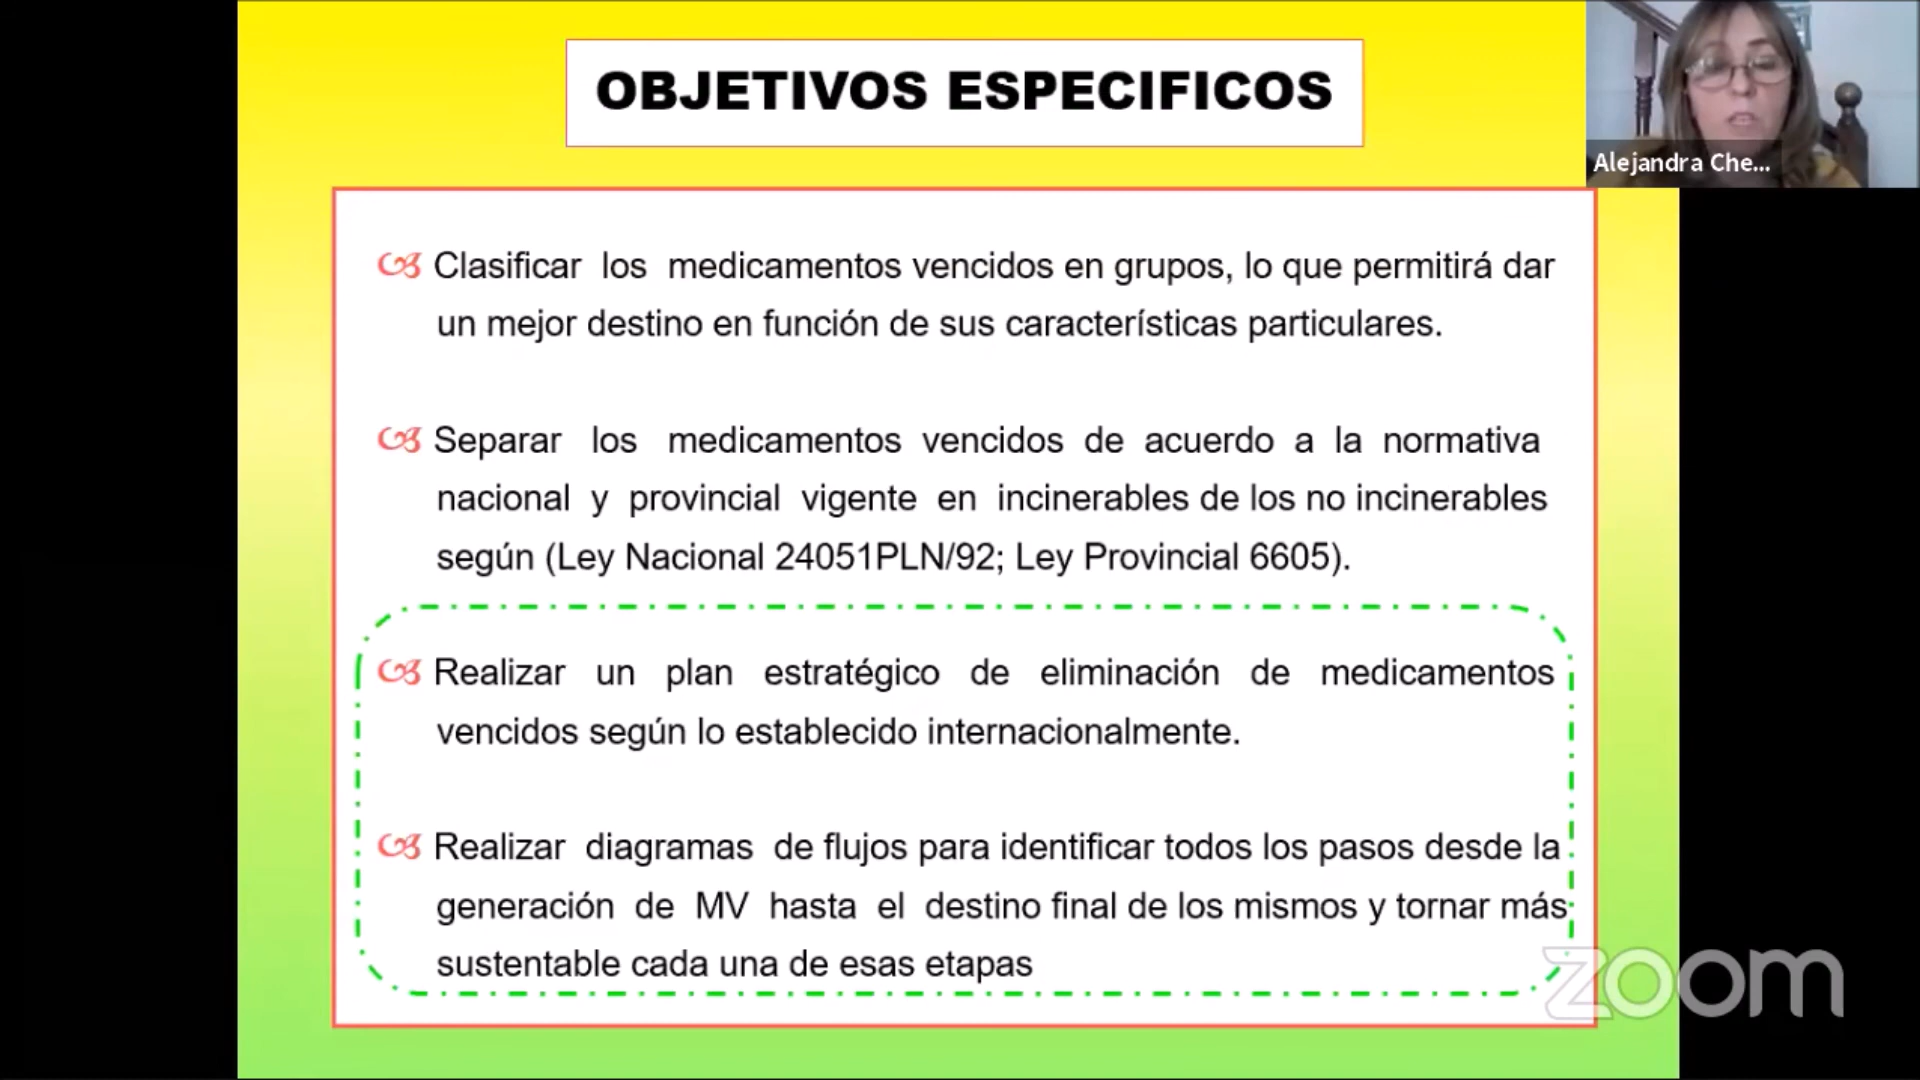 OBJETIVOS ESPECIFICOS
Alejandra Che...
Clasificar los medicamentos vencidos en grupos, lo que permitirá dar
un mejor destino en función de sus características particulares.
Separar los medicamentos vencidos de acuerdo a la normativa
nacional y provincial vigente en incinerables de los no incinerables
según (Ley Nacional 24051PLN/92; Ley Provincial 6605).
Realizar un plan estratégico de eliminación de medicamentos
vencidos según lo establecido internacionalmente.
Realizar diagramas de flujos para identificar todos los pasos desde la
generación de MV hasta el destino final de los mismos y tornar más
sustentable cada una de esas etapas
zoom